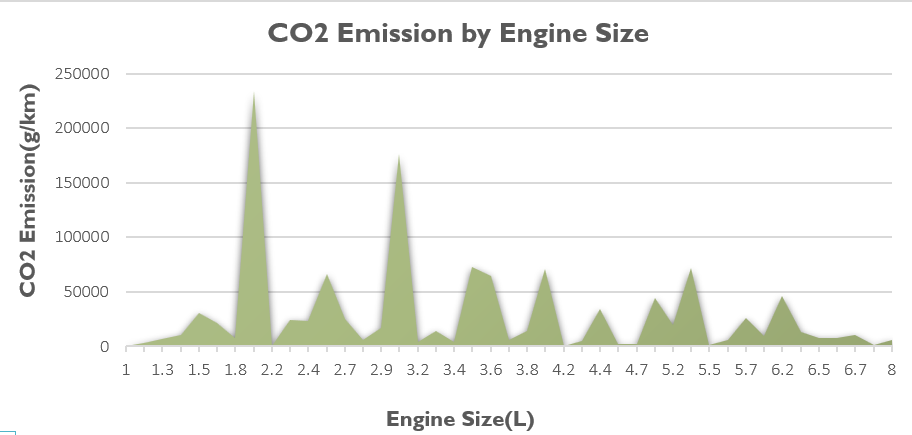 CO2 Emission by Engine Size
CO2 Emission(g/km)
250000
200000
150000
100000
50000
0
1 1.3 1.5 1.8 2.2 2.4 2.7 2.9 3.2 3.4 3.6 3.8 4.2 4.4 4.7 5.2 5.5 5.7 6.2 6.5 6.7 8
Engine Size(L)